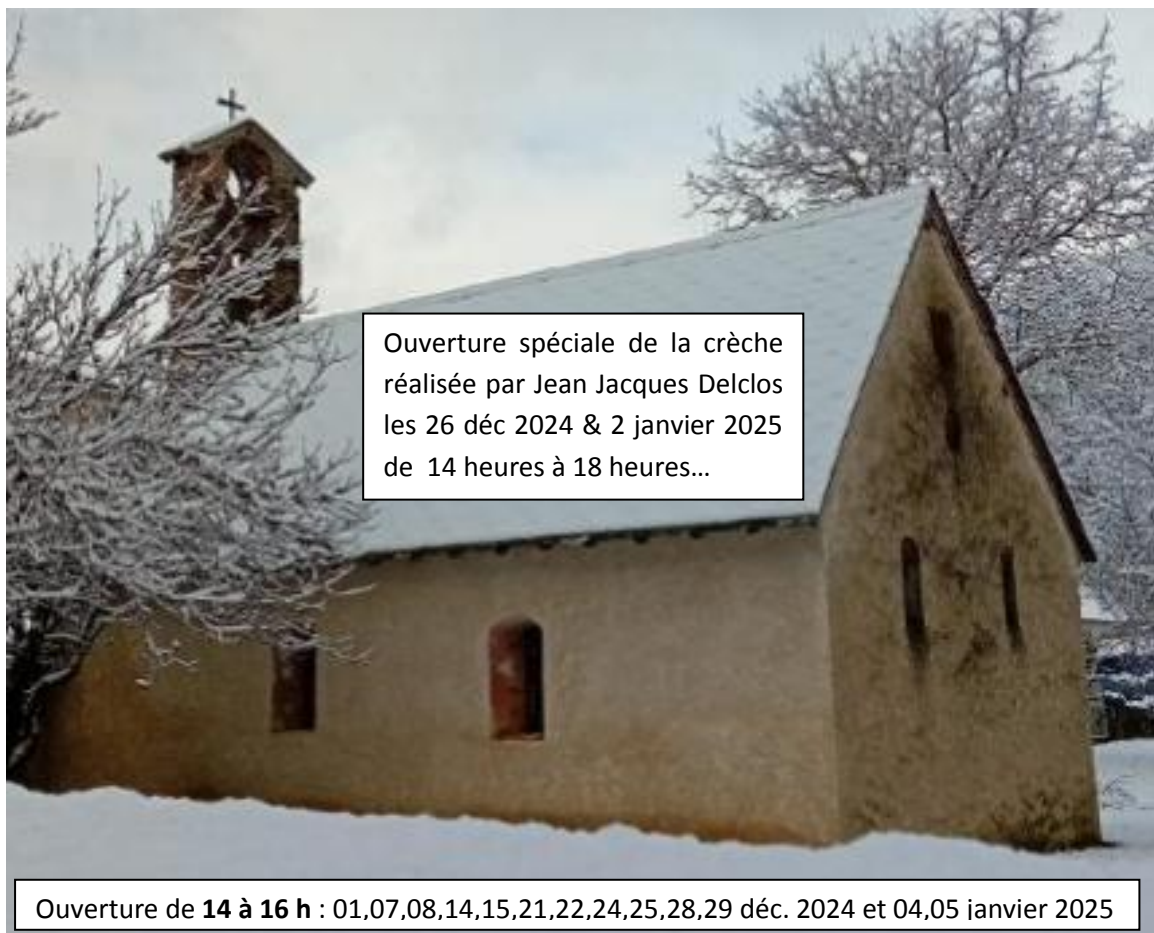 Ouverture spéciale de la crèche
réalisée par Jean Jacques Delclos
les 26 déc 2024 & 2 janvier 2025
de 14 heures à 18 heures...
Ouverture de 14 à 16 h : 01,07,08,14,15,21,22,24,25,28,29 déc. 2024 et 04,05 janvier 2025